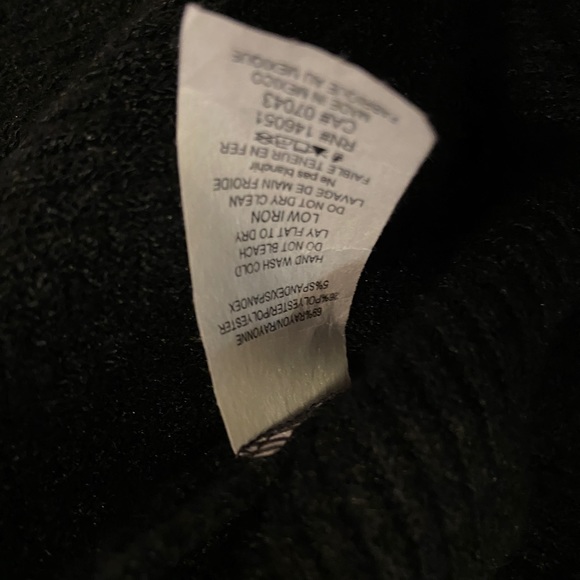 69%RAYON/RAYONNE
26%POLYESTER/POLYESTER
5%SPANDEX/SPANDEX
HAND WASH COLD
DO NOT BLEACH
LAY FLAT TO DRY
LOW IRON
DO NOT DRY CLEAN
LAVAGE DE MAIN FROIDE
Ne pas blanchir
FAIBLE TENEUR EN FER
RN# 146051
CA# 07043
MADE IN MEXICO
FABRIQUE AU MEXIQUE